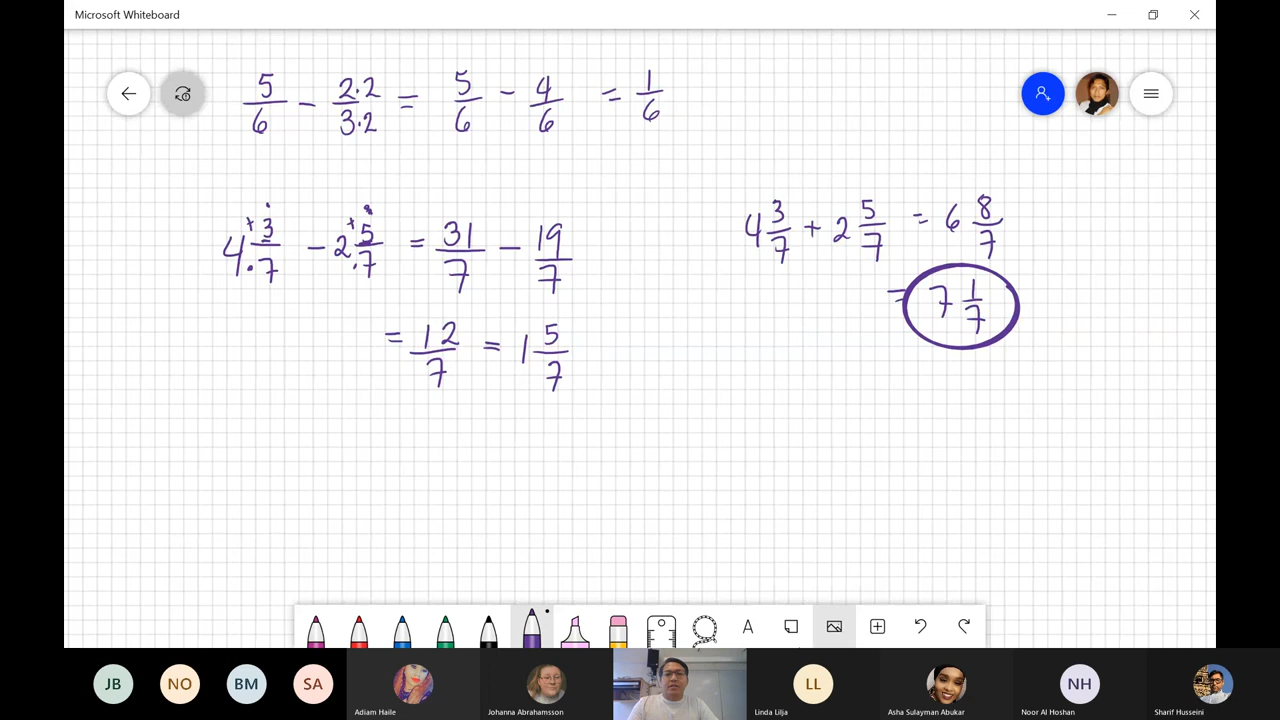 Microsoft Whiteboard
5/6 - 2·2/3·2 = 5/6 - 4/6 = 1/6
4 3/7 + 2 5/7 = 6 8/7
= 7 1/7
4 + 3/· 7 - 2 + 5/· 7 = 31/7 - 19/7
= 12/7 = 1 5/7
A
JB NO BM SA LL NH
Adiam Haile Johanna Abrahamsson Linda Lilja Asha Sulayman Abukar Noor Al Hoshan Sharif Husseini